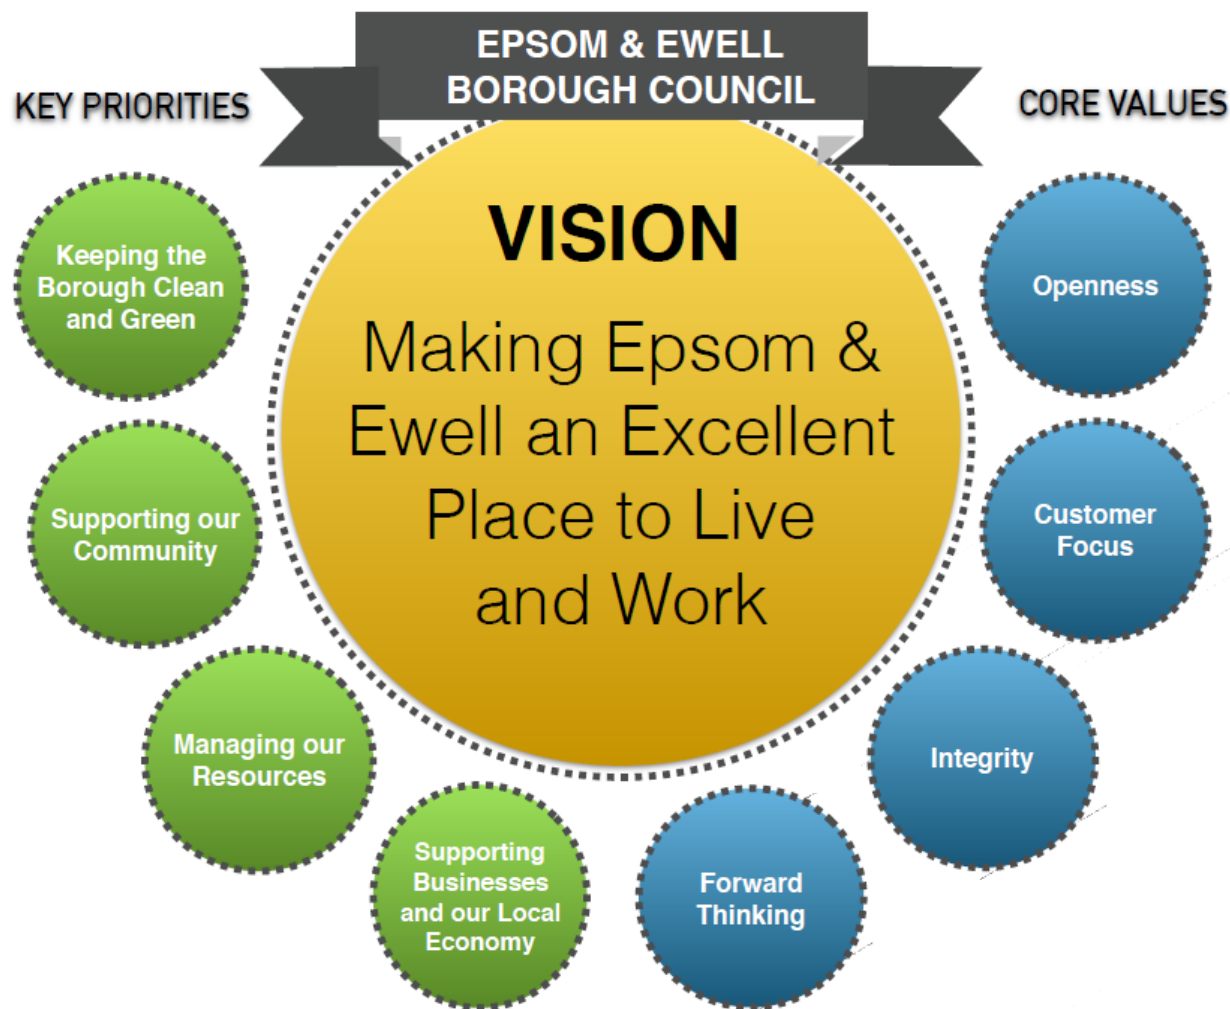 EPSOM & EWELL
BOROUGH COUNCIL
KEY PRIORITIES
CORE VALUES
VISION
Making Epsom &
Ewell an Excellent
Place to Live
and Work
Keeping the
Borough Clean
and Green
Supporting our
Community
Managing our
Resources
Supporting
Businesses
and our Local
Economy
Openness
Customer
Focus
Integrity
Forward
Thinking